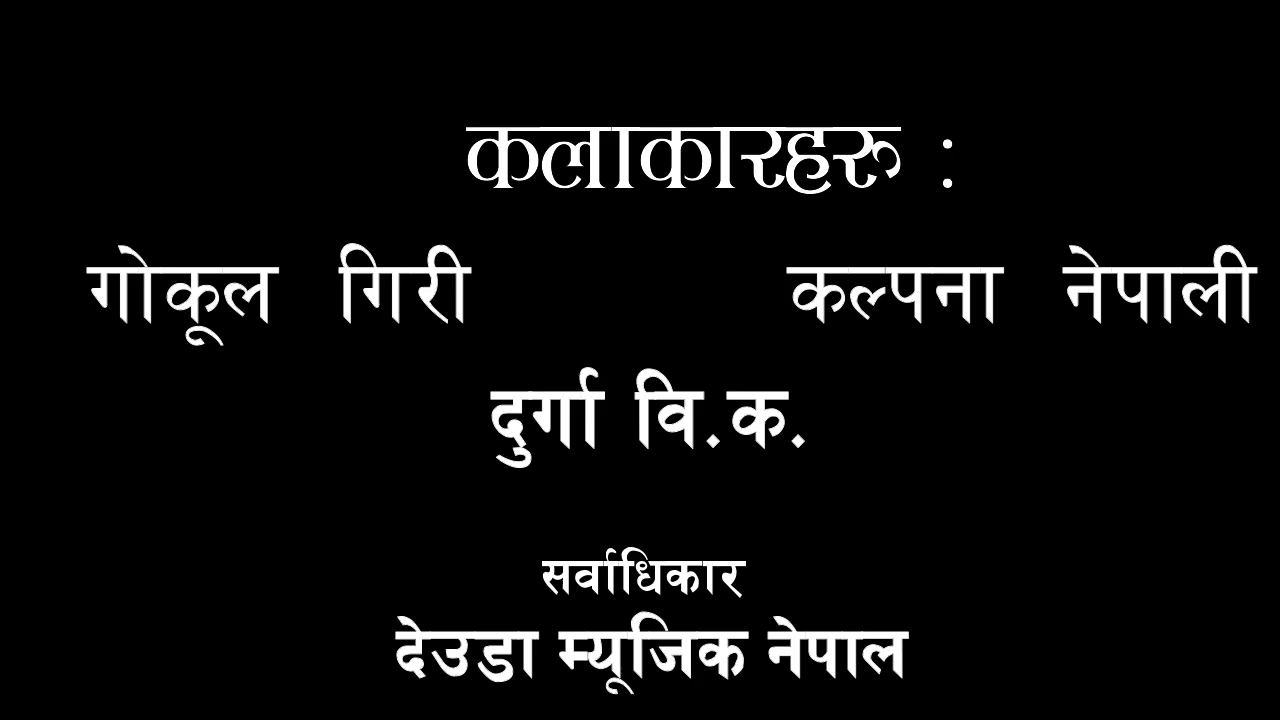 कलाकारहरू :
गोकूल गिरी कल्पना नेपाली
दुर्गा वि.क.
सर्वाधिकार
देउडा म्यूजिक नेपाल